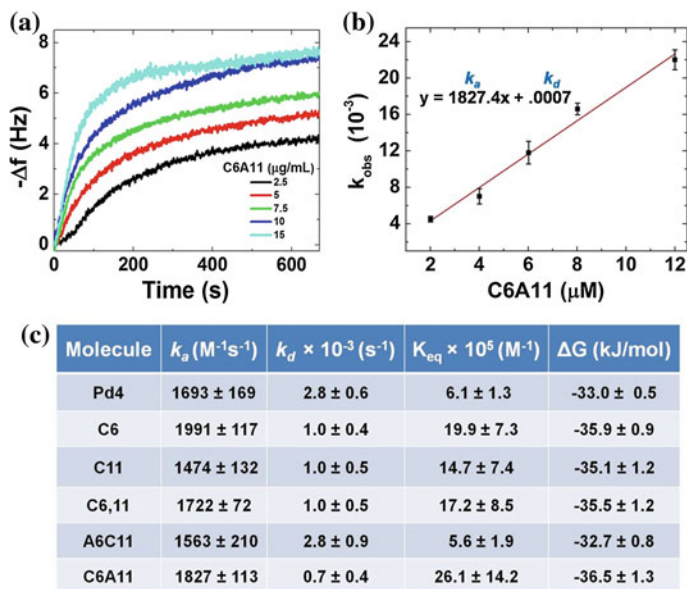 (a)
8
6
4
2
0
-Δf (Hz)
C6A11 (μg/mL)
2.5
5
7.5
10
15
0 200 400 600
Time (s)
(b)
24
20
16
12
8
4
k_obs (10^-3)
k_a k_d
y = 1827.4x + .0007
2 4 6 8 10 12
C6A11 (μM)
(c)
Molecule k_a (M^-1s^-1) k_d × 10^-3 (s^-1) K_eq × 10^5 (M^-1) ΔG (kJ/mol)
Pd4 1693 ± 169 2.8 ± 0.6 6.1 ± 1.3 -33.0 ± 0.5
C6 1991 ± 117 1.0 ± 0.4 19.9 ± 7.3 -35.9 ± 0.9
C11 1474 ± 132 1.0 ± 0.5 14.7 ± 7.4 -35.1 ± 1.2
C6,11 1722 ± 72 1.0 ± 0.5 17.2 ± 8.5 -35.5 ± 1.2
A6C11 1563 ± 210 2.8 ± 0.9 5.6 ± 1.9 -32.7 ± 0.8
C6A11 1827 ± 113 0.7 ± 0.4 26.1 ± 14.2 -36.5 ± 1.3